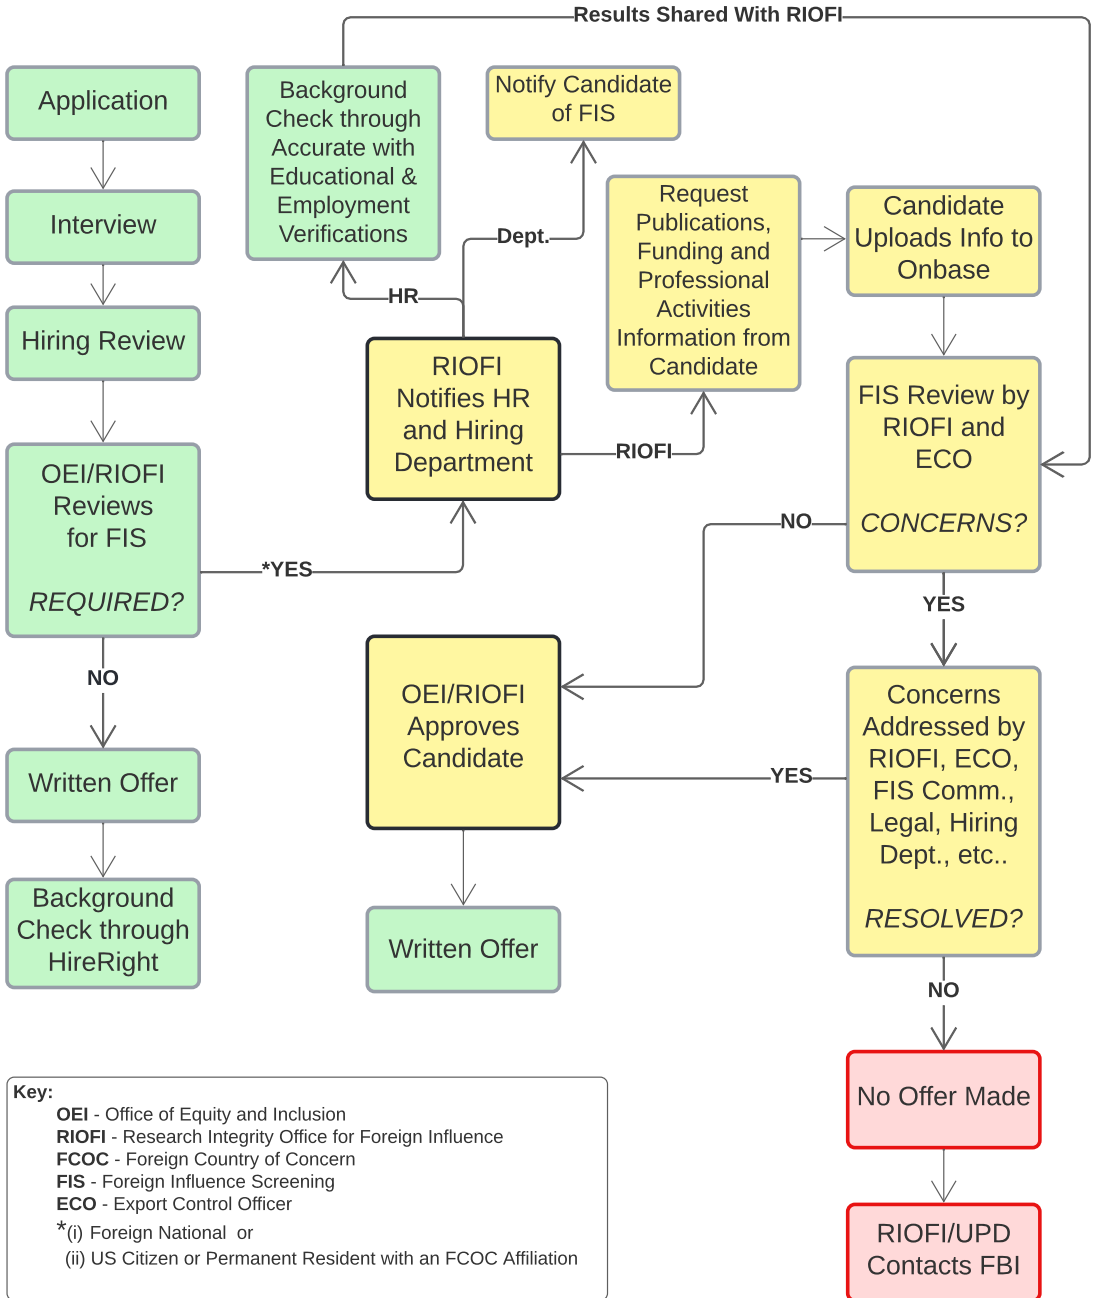 Results Shared With RIOFI
Application
Interview
Hiring Review
OEI/RIOFI
Reviews
for FIS
REQUIRED?
NO
Written Offer
Background
Check through
HireRight
*YES
RIOFI
Notifies HR
and Hiring
Department
HR
Background
Check through
Accurate with
Educational &
Employment
Verifications
Dept.
Notify Candidate
of FIS
RIOFI
Request
Publications,
Funding and
Professional
Activities
Information from
Candidate
Candidate
Uploads Info to
Onbase
FIS Review by
RIOFI and
ECO
CONCERNS?
NO
YES
OEI/RIOFI
Approves
Candidate
Written Offer
Concerns
Addressed by
RIOFI, ECO,
FIS Comm.,
Legal, Hiring
Dept., etc..
RESOLVED?
YES
NO
No Offer Made
RIOFI/UPD
Contacts FBI
Key:
OEI - Office of Equity and Inclusion
RIOFI - Research Integrity Office for Foreign Influence
FCOC - Foreign Country of Concern
FIS - Foreign Influence Screening
ECO - Export Control Officer
*(i) Foreign National or
(ii) US Citizen or Permanent Resident with an FCOC Affiliation